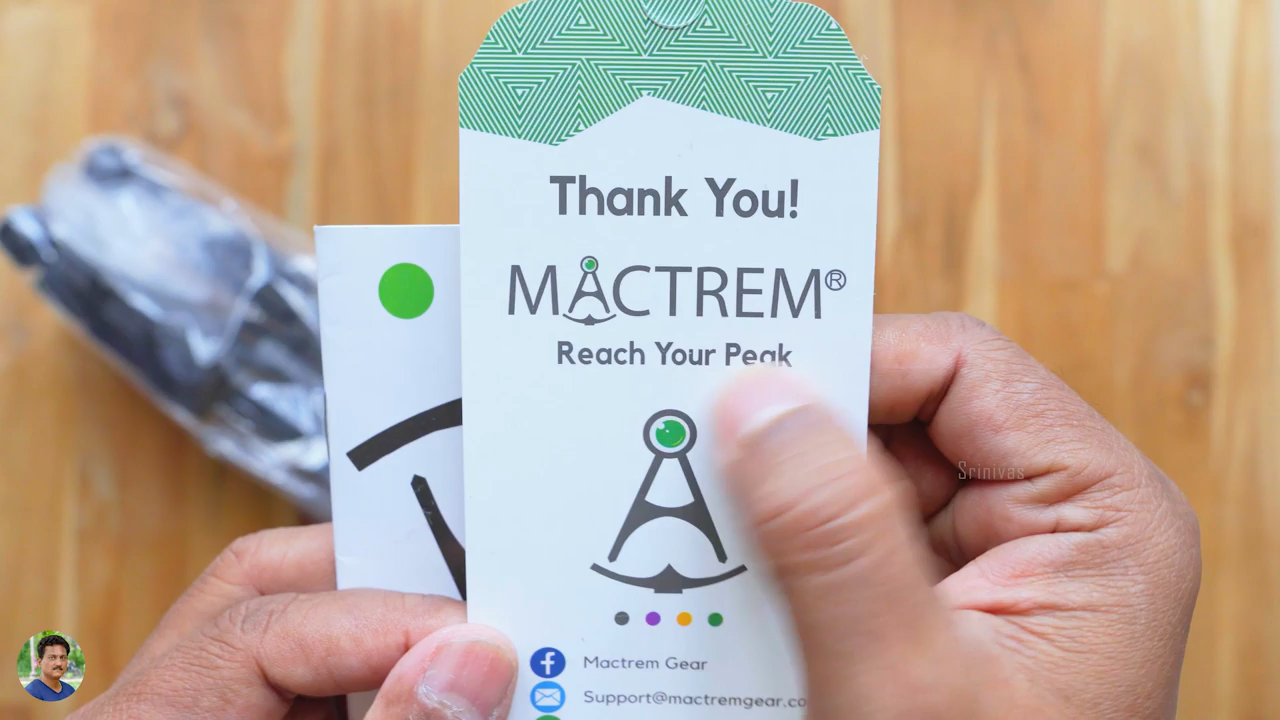 Thank You!
MACTREM®
Reach Your Peak
Srinivas
Mactrem Gear
Support@mactremgear.co